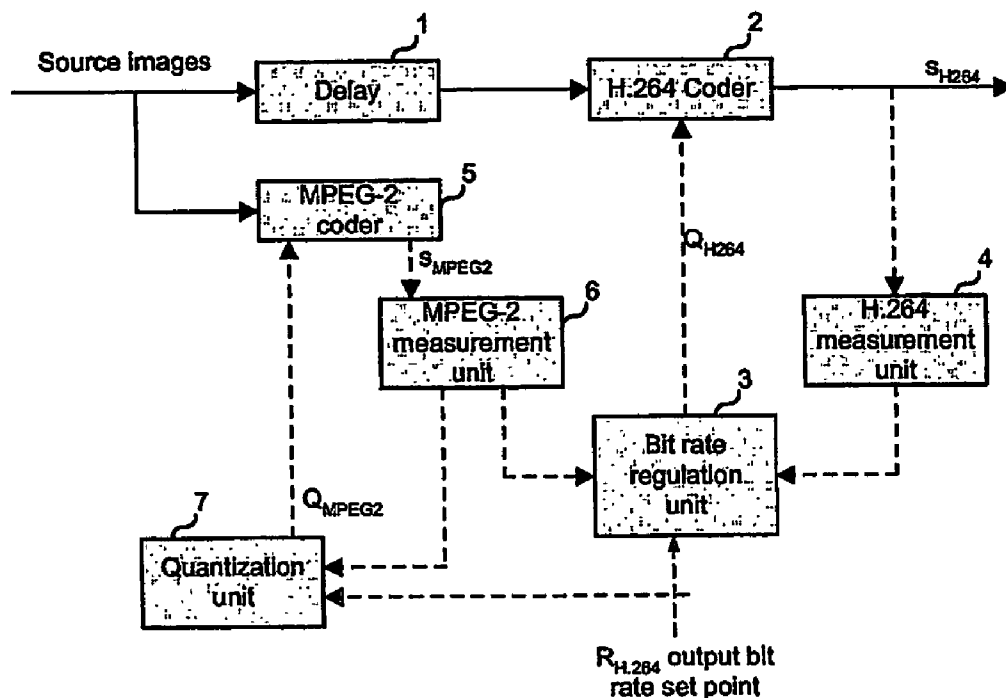 1
2
Source images
Delay
H.264 Coder
SH264
5
MPEG-2
coder
QH264
SMPEG2
4
6
MPEG-2
measurement
unit
H.264
measurement
unit
3
Bit rate
regulation
unit
7
QMPEG2
Quantization
unit
RH.264 output bit
rate set point